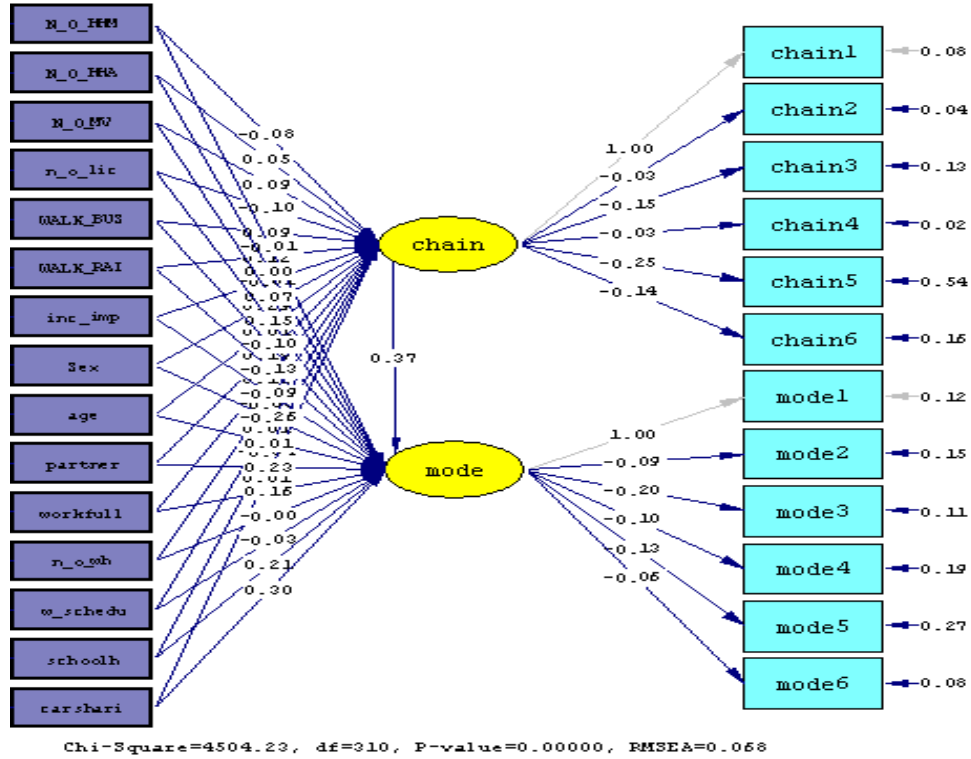 N_O_HHM
N_O_HHA
N_O_MV
n_o_lic
WALK_BUS
WALK_RAI
inc_imp
Sex
age
partner
workfull
n_o_wh
w_schedu
schoolh
carshari
-0.08
0.05
0.09
-0.10
0.09
-0.01
0.00
0.07
0.15
-0.10
-0.13
-0.09
0.01
0.23
0.16
-0.00
-0.03
0.21
0.30
chain
0.37
mode
1.00
-0.03
-0.15
-0.03
-0.25
-0.14
1.00
-0.09
-0.20
-0.10
-0.13
-0.06
chain1
0.08
chain2
0.04
chain3
0.13
chain4
0.02
chain5
0.54
chain6
0.16
mode1
0.12
mode2
0.15
mode3
0.11
mode4
0.19
mode5
0.27
mode6
0.08
Chi-Square=4504.23, df=310, P-value=0.00000, RMSEA=0.068